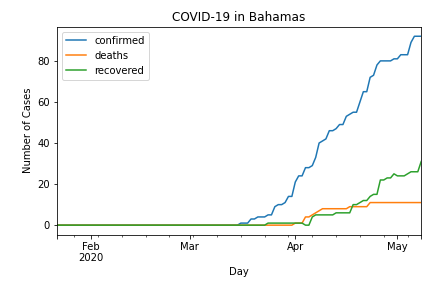 COVID-19 in Bahamas
confirmed
deaths
recovered
Number of Cases
80
60
40
20
0
Feb
2020
Mar
Apr
May
Day